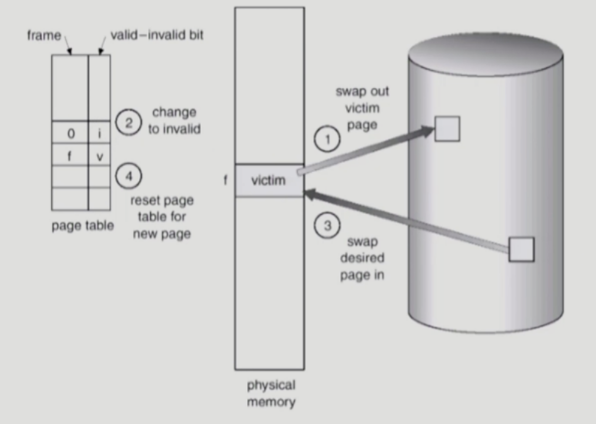 frame
valid–invalid bit
0 i
f v
2
change
to invalid
4
reset page
table for
new page
page table
f
victim
swap out
victim
page
1
3
swap
desired
page in
physical
memory